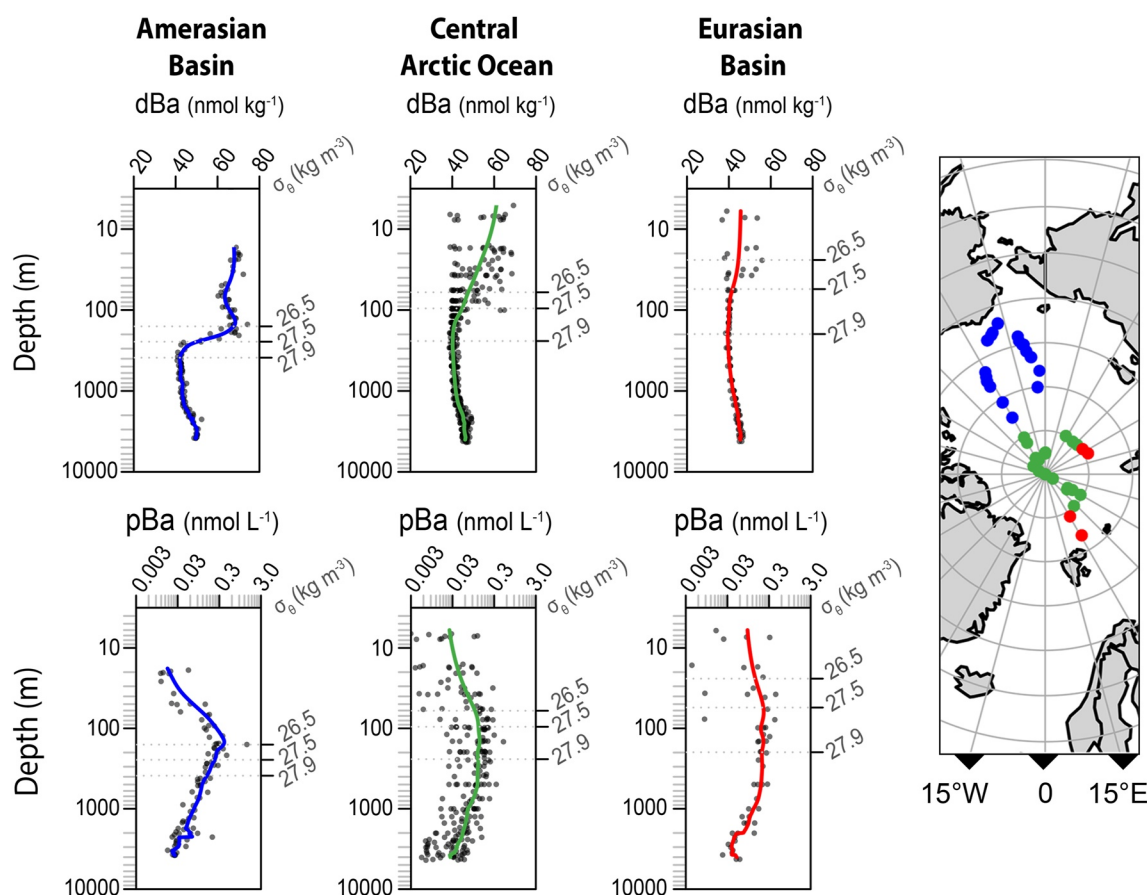 Amerasian
Basin
dBa (nmol kg⁻¹)
Central
Arctic Ocean
dBa (nmol kg⁻¹)
Eurasian
Basin
dBa (nmol kg⁻¹)
20 40 60 80
σθ (kg m⁻³)
20 40 60 80
σθ (kg m⁻³)
20 40 60 80
σθ (kg m⁻³)
Depth (m)
10
100
1000
10000
26.5
27.5
27.9
10
100
1000
10000
26.5
27.5
27.9
10
100
1000
10000
26.5
27.5
27.9
pBa (nmol L⁻¹)
pBa (nmol L⁻¹)
pBa (nmol L⁻¹)
0.003 0.03 0.3 3.0
σθ (kg m⁻³)
0.003 0.03 0.3 3.0
σθ (kg m⁻³)
0.003 0.03 0.3 3.0
σθ (kg m⁻³)
Depth (m)
10
100
1000
10000
26.5
27.5
27.9
10
100
1000
10000
26.5
27.5
27.9
10
100
1000
10000
26.5
27.5
27.9
15°W 0 15°E